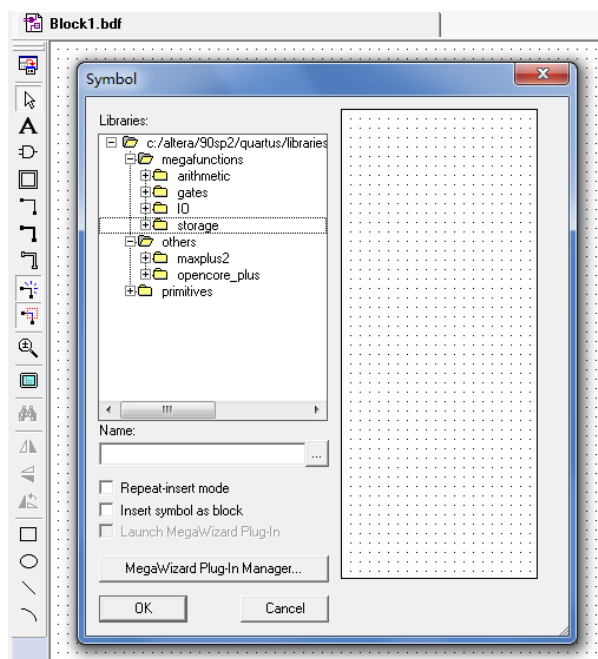 Block1.bdf
Symbol
Libraries:
c:/altera/90sp2/quartus/libraries
megafunctions
arithmetic
gates
IO
storage
others
maxplus2
opencore_plus
primitives
Name:
...
Repeat-insert mode
Insert symbol as block
Launch MegaWizard Plug-In
MegaWizard Plug-In Manager...
OK Cancel